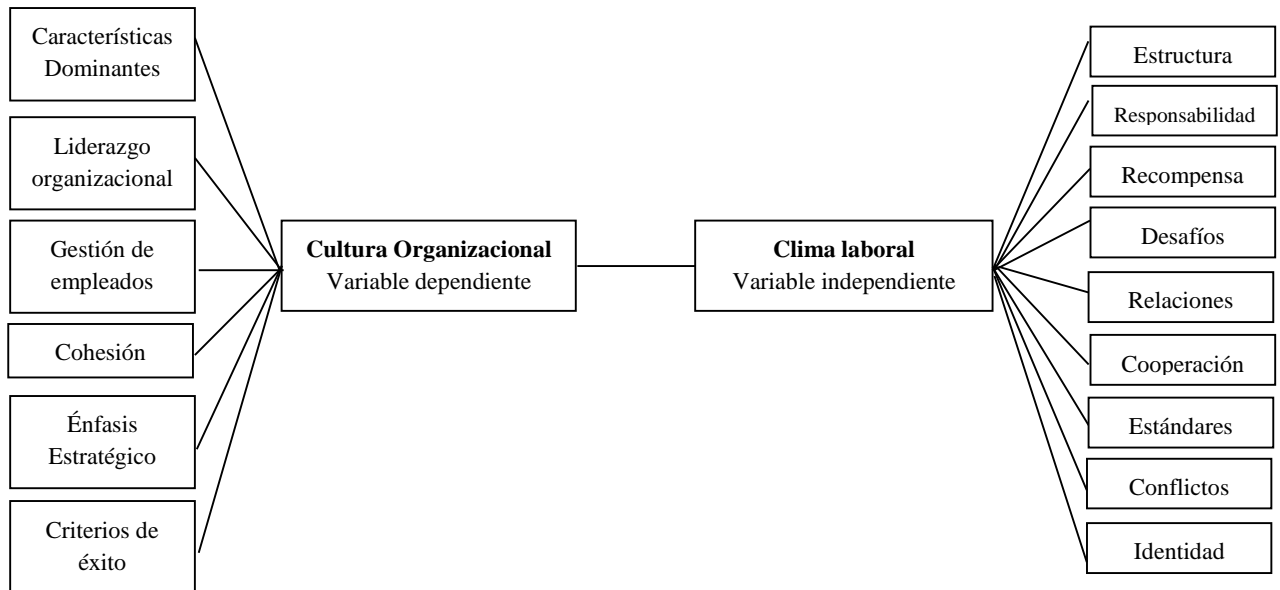 Características
Dominantes
Liderazgo
organizacional
Gestión de
empleados
Cohesión
Énfasis
Estratégico
Criterios de
éxito
Cultura Organizacional
Variable dependiente
Clima laboral
Variable independiente
Estructura
Responsabilidad
Recompensa
Desafíos
Relaciones
Cooperación
Estándares
Conflictos
Identidad